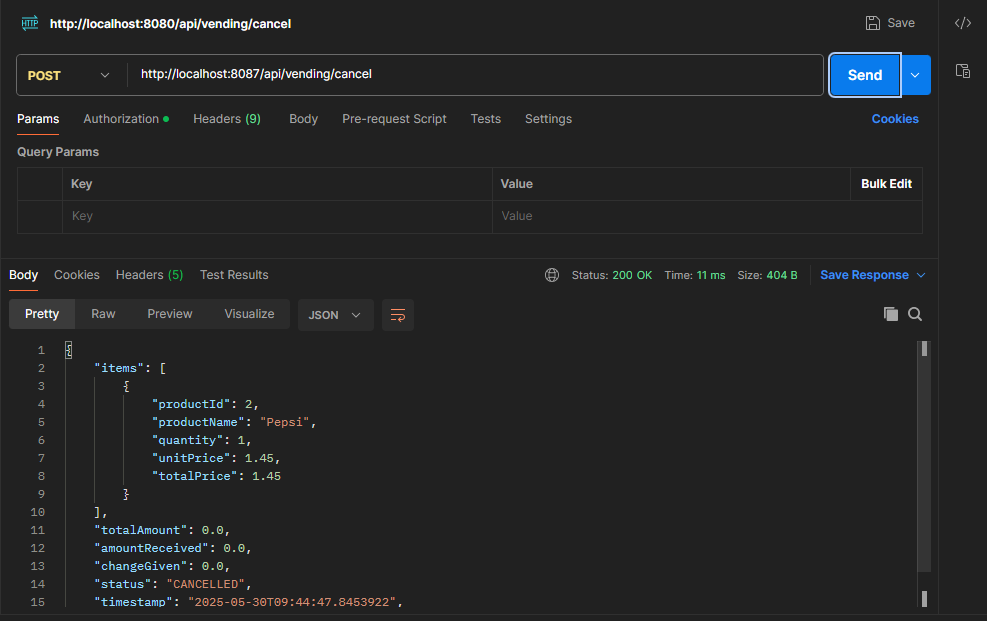 HTTP http://localhost:8080/api/vending/cancel Save </>
POST http://localhost:8087/api/vending/cancel Send
Params Authorization Headers (9) Body Pre-request Script Tests Settings Cookies
Query Params
Key Value Bulk Edit
Key Value
Body Cookies Headers (5) Test Results Status: 200 OK Time: 11 ms Size: 404 B Save Response
Pretty Raw Preview Visualize JSON
1 {
2 "items": [
3 {
4 "productId": 2,
5 "productName": "Pepsi",
6 "quantity": 1,
7 "unitPrice": 1.45,
8 "totalPrice": 1.45
9 }
10 ],
11 "totalAmount": 0.0,
12 "amountReceived": 0.0,
13 "changeGiven": 0.0,
14 "status": "CANCELLED",
15 "timestamp": "2025-05-30T09:44:47.8453922",